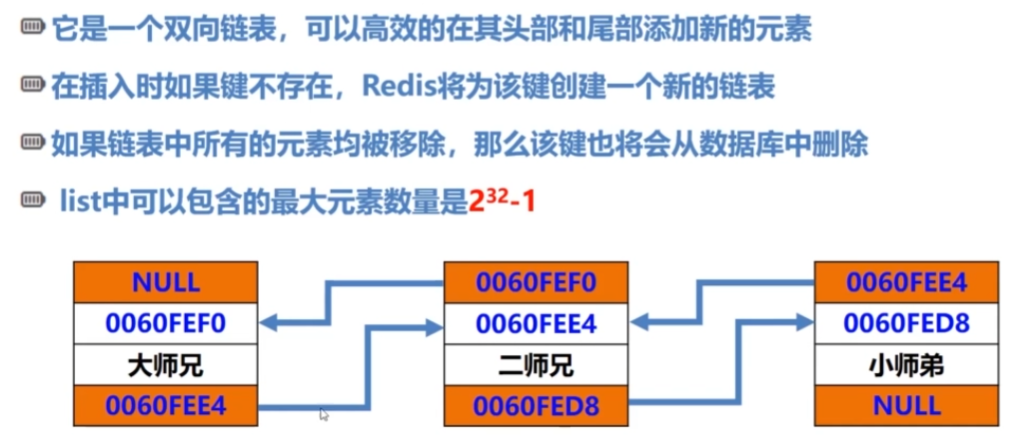 它是一个双向链表，可以高效的在其头部和尾部添加新的元素
在插入时如果键不存在，Redis将为该键创建一个新的链表
如果链表中所有的元素均被移除，那么该键也将会从数据库中删除
list中可以包含的最大元素数量是2³²-1
NULL
0060FEF0
大师兄
0060FEE4
0060FEF0
0060FEE4
二师兄
0060FED8
0060FEE4
0060FED8
小师弟
NULL